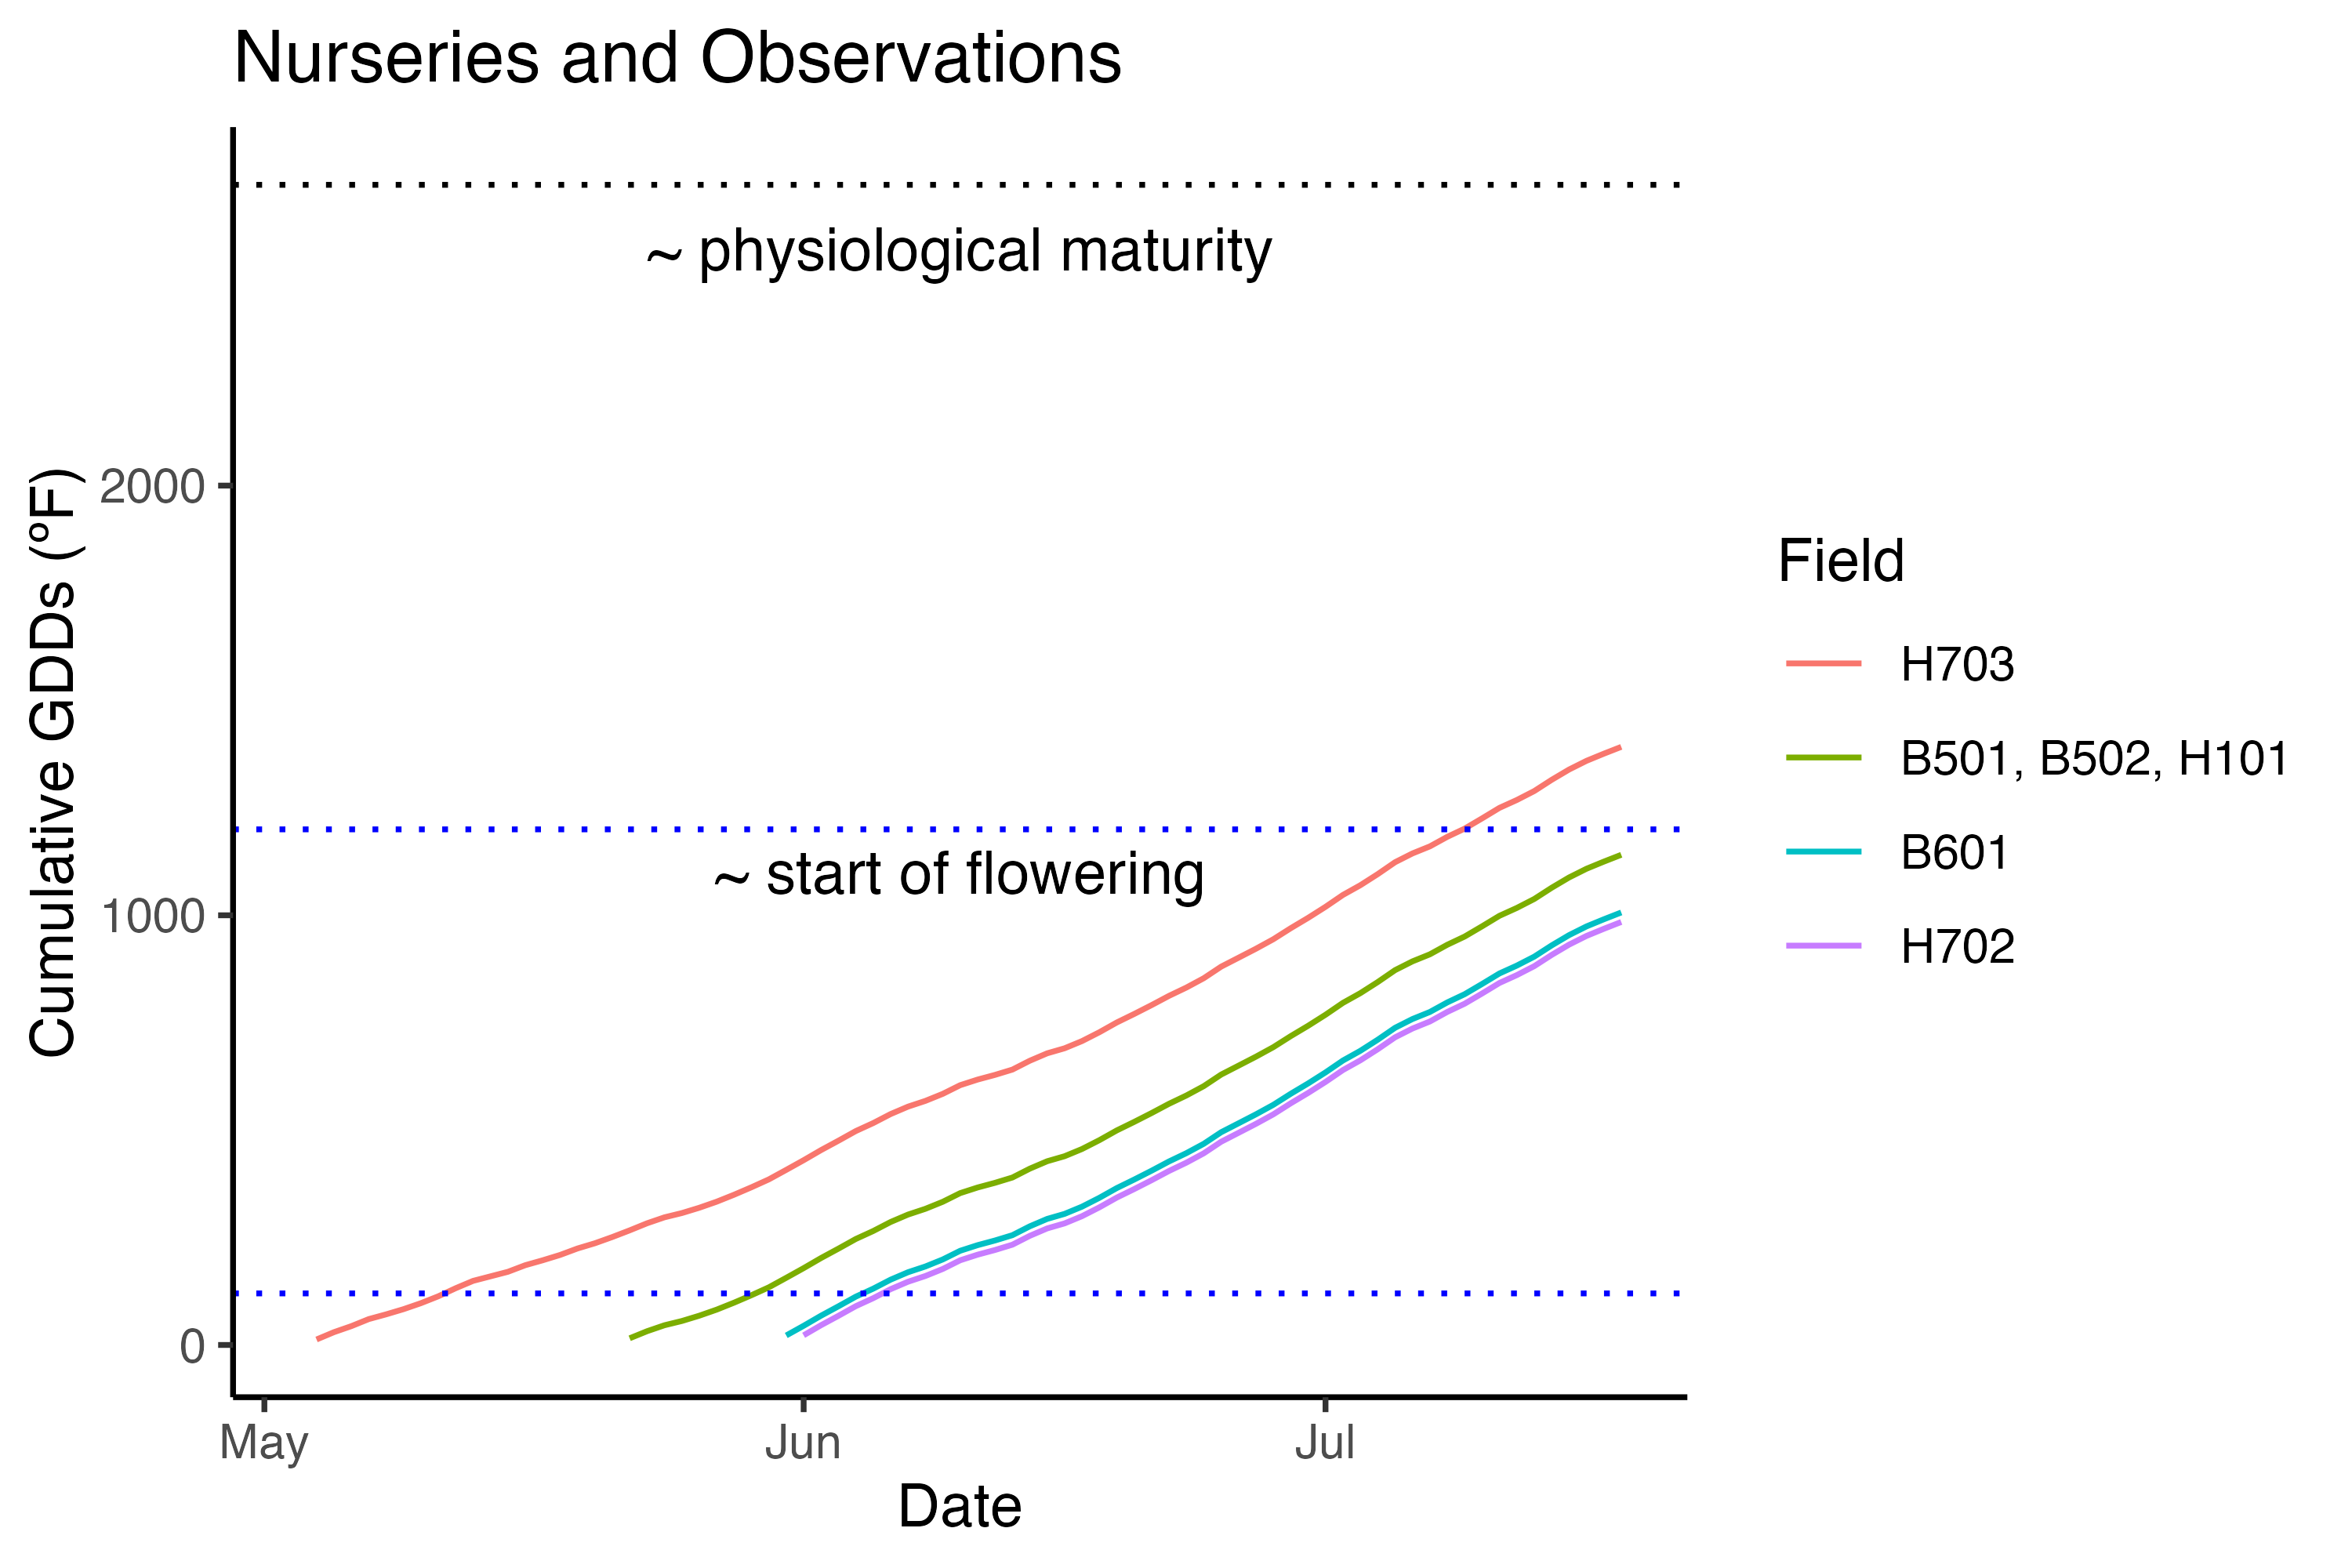 Nurseries and Observations
~ physiological maturity
2000
~ start of flowering
1000
0
Cumulative GDDs (ºF)
May Jun Jul
Date
Field
H703
B501, B502, H101
B601
H702